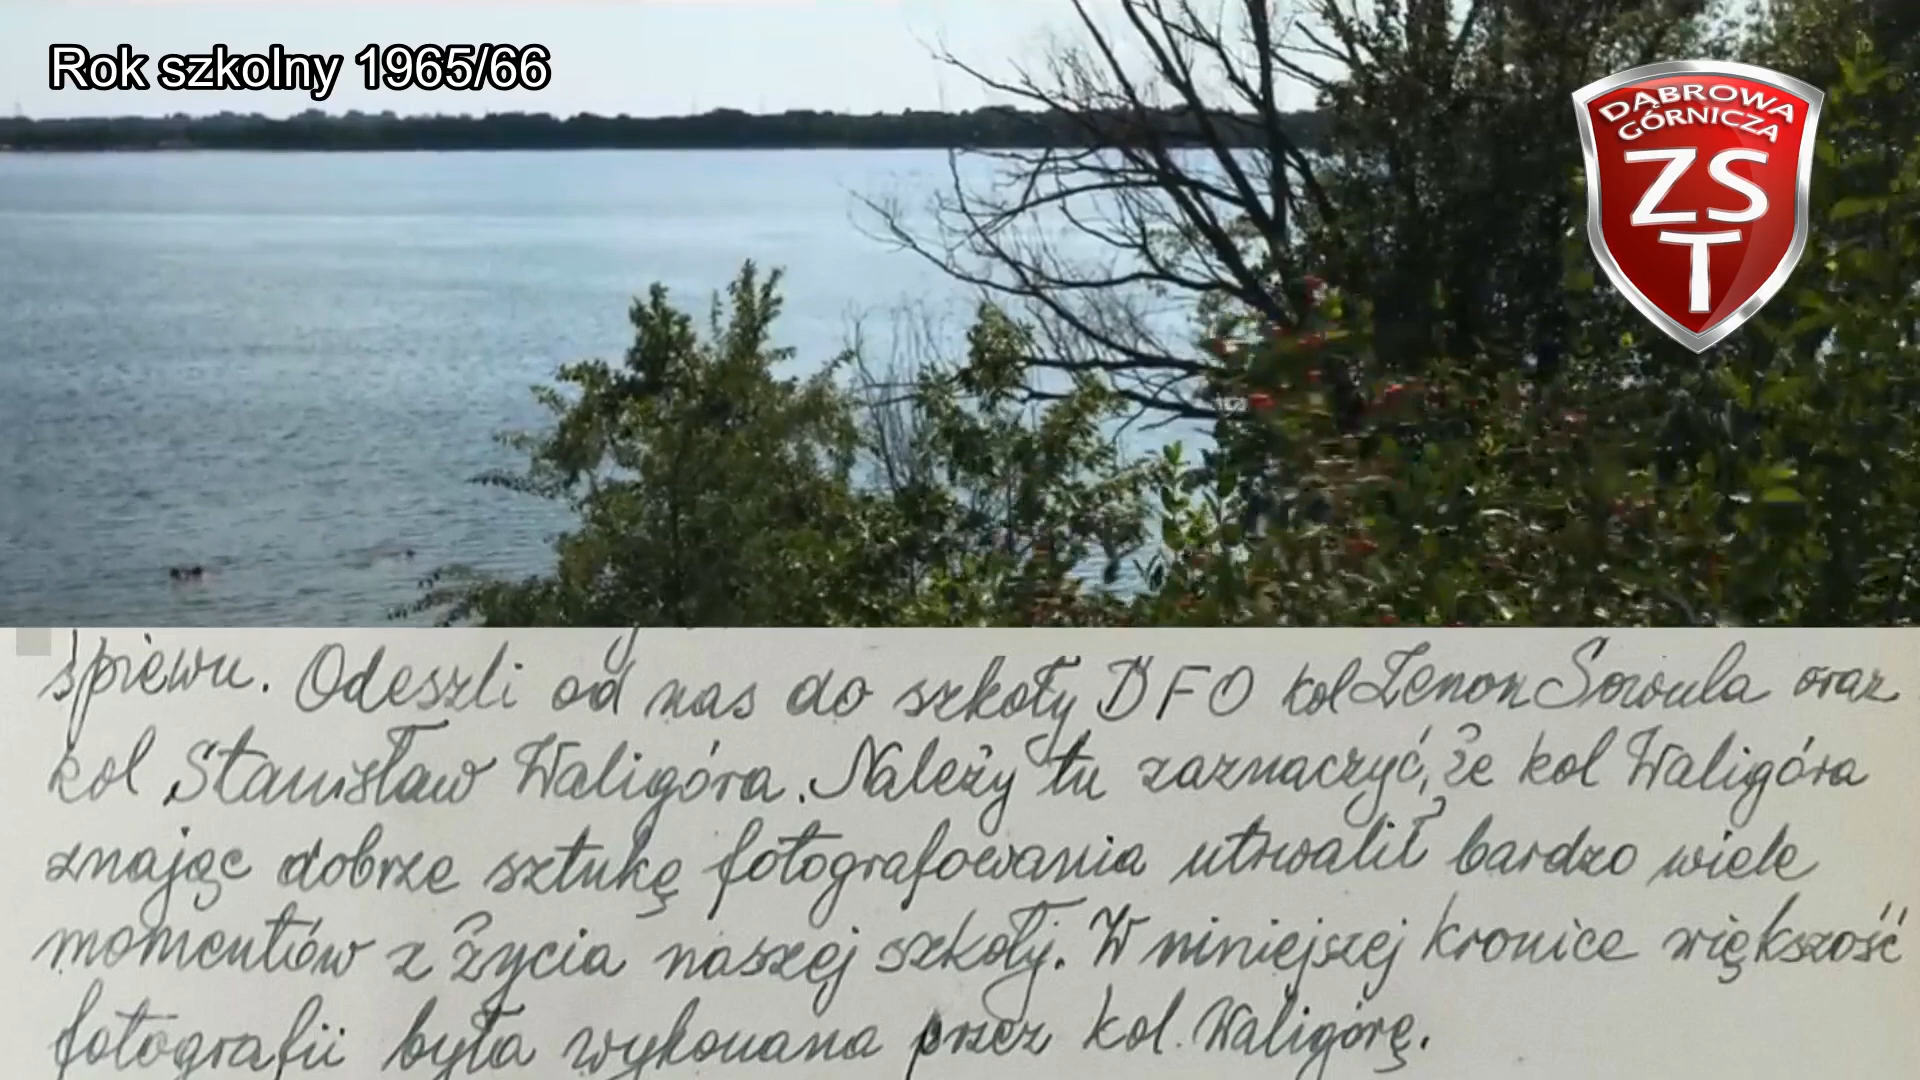 Rok szkolny 1965/66
DĄBROWA
GÓRNICZA
ZS
T
śpiewu. Odeszli od nas do szkoły DFO kol Zenon Sowula oraz
kol Stanisław Waligóra. Należy tu zaznaczyć, że kol Waligóra
znając dobrze sztukę fotografowania utrwalił bardzo wiele
momentów z życia naszej szkoły. W niniejszej kronice większość
fotografii była wykonana przez kol. Waligórę.